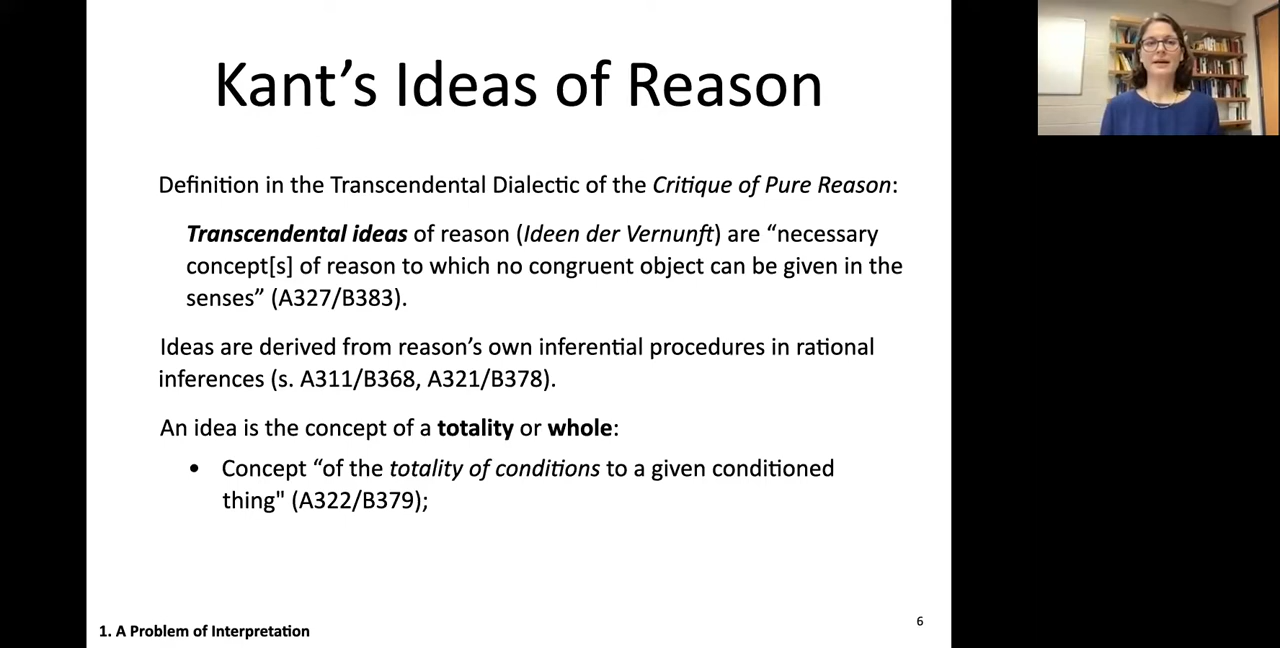 Kant’s Ideas of Reason
Definition in the Transcendental Dialectic of the Critique of Pure Reason:
Transcendental ideas of reason (Ideen der Vernunft) are “necessary
concept[s] of reason to which no congruent object can be given in the
senses” (A327/B383).
Ideas are derived from reason’s own inferential procedures in rational
inferences (s. A311/B368, A321/B378).
An idea is the concept of a totality or whole:
• Concept “of the totality of conditions to a given conditioned
thing" (A322/B379);
1. A Problem of Interpretation
6